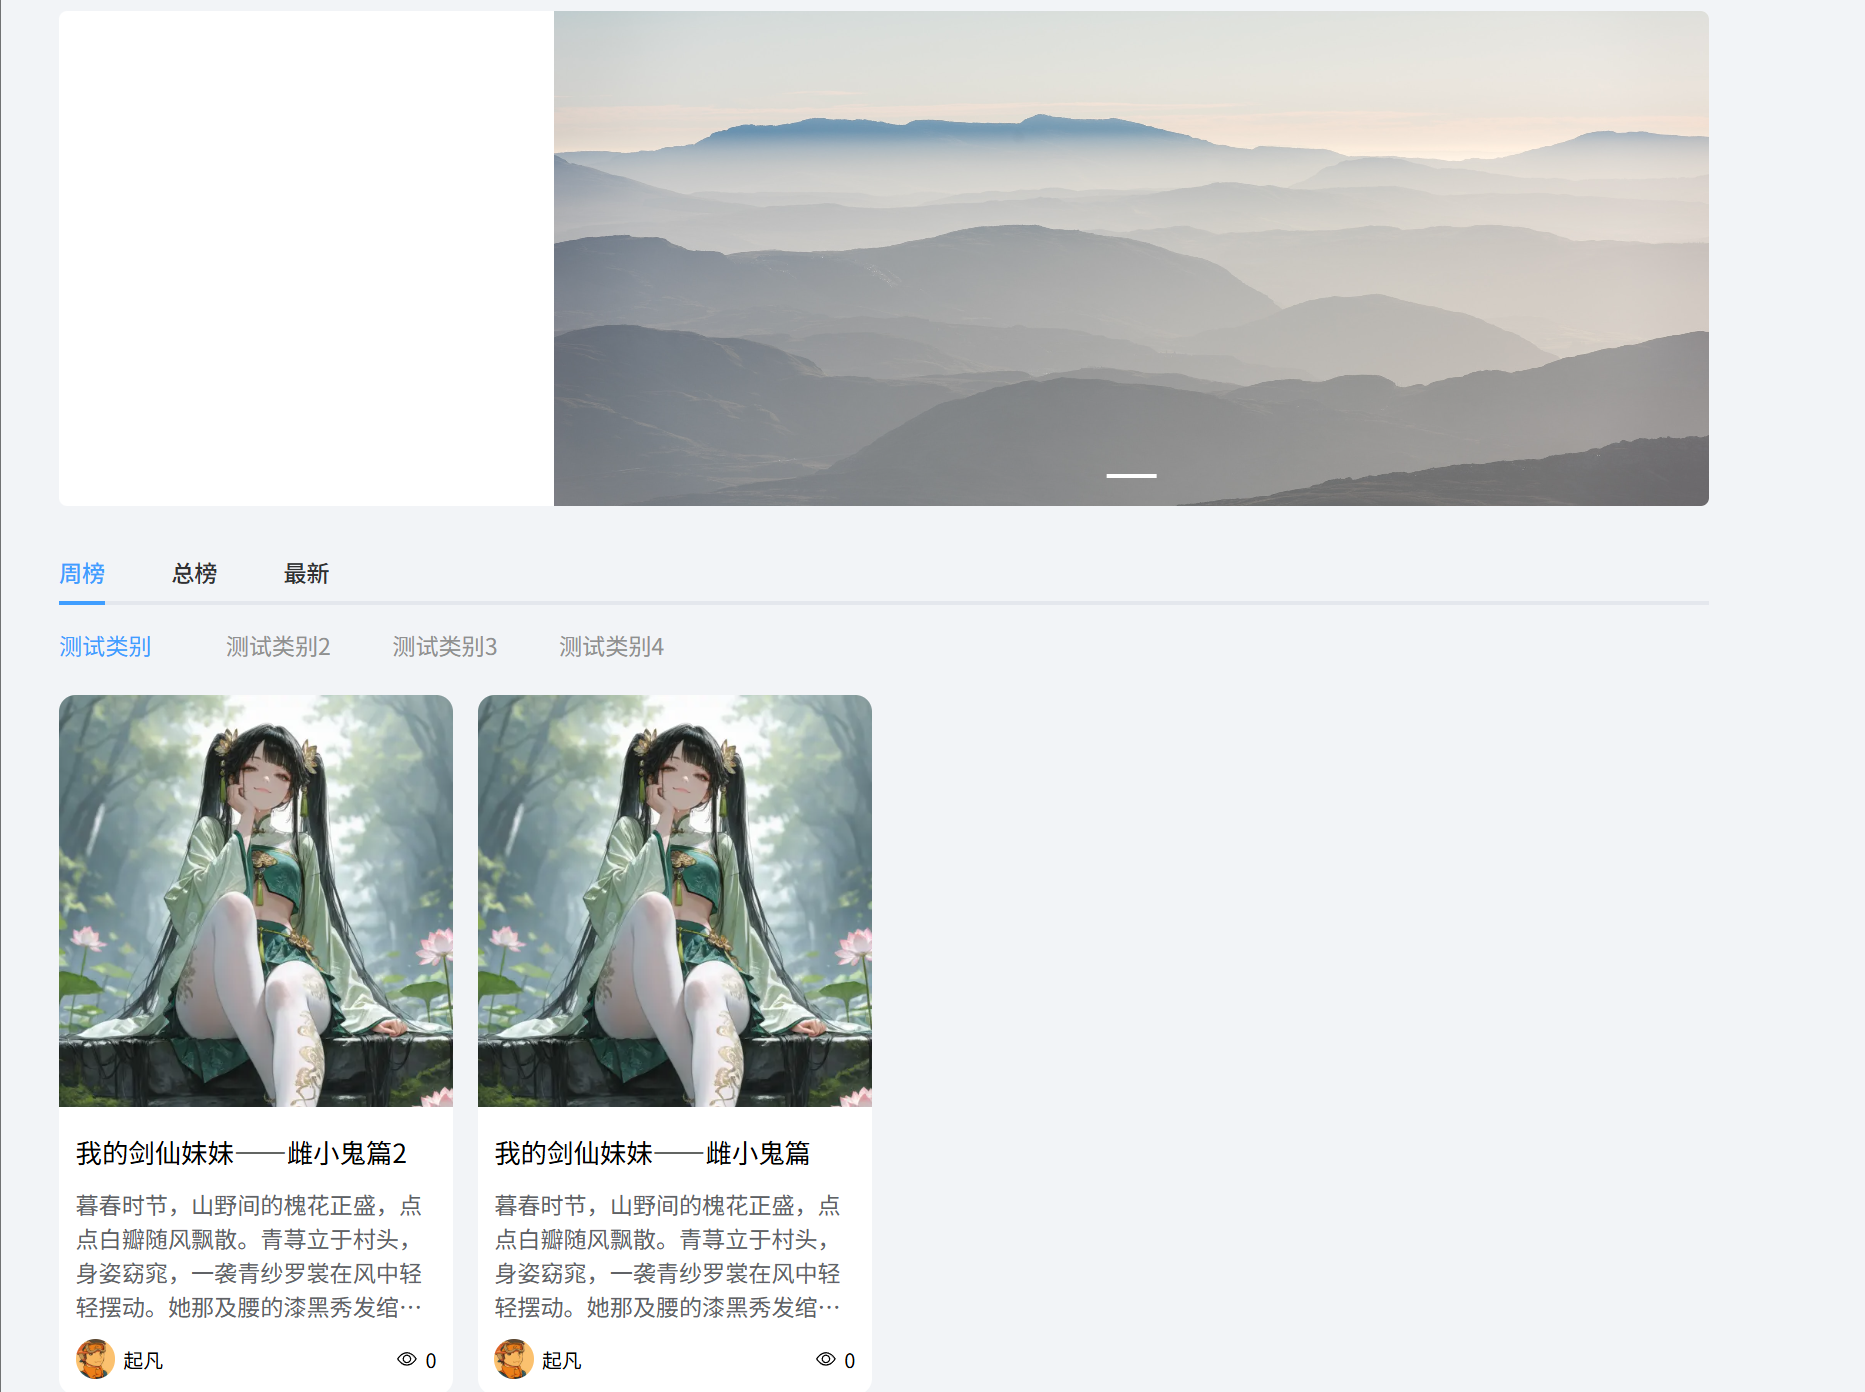 周榜 总榜 最新
测试类别 测试类别2 测试类别3 测试类别4
我的剑仙妹妹——雌小鬼篇2
暮春时节，山野间的槐花正盛，点
点白瓣随风飘散。青荨立于村头，
身姿窈窕，一袭青纱罗裳在风中轻
轻摆动。她那及腰的漆黑秀发绾…
起凡 0
我的剑仙妹妹——雌小鬼篇
暮春时节，山野间的槐花正盛，点
点白瓣随风飘散。青荨立于村头，
身姿窈窕，一袭青纱罗裳在风中轻
轻摆动。她那及腰的漆黑秀发绾…
起凡 0